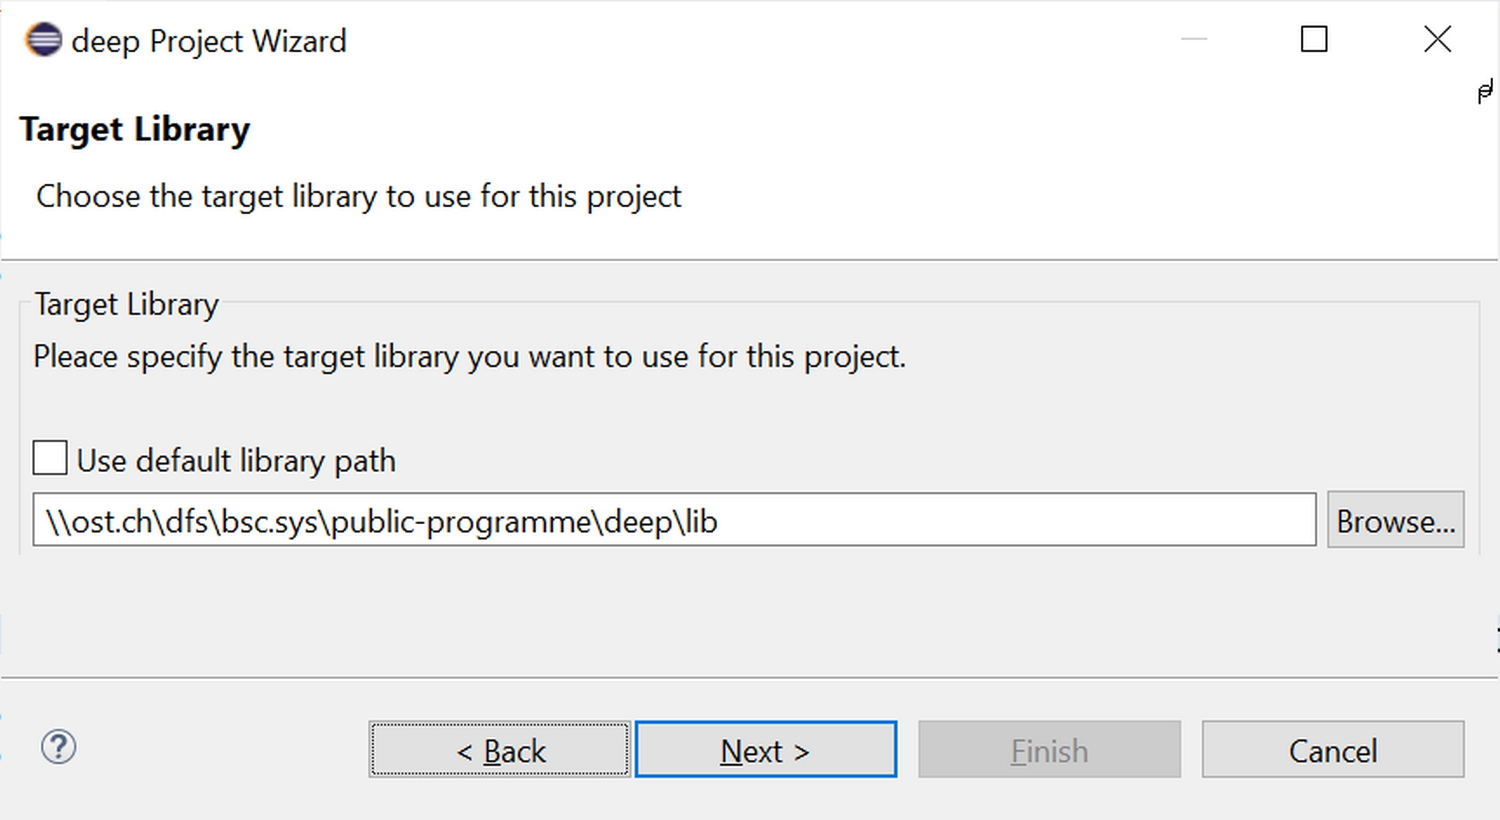 deep Project Wizard
Target Library
Choose the target library to use for this project
Target Library
Pleace specify the target library you want to use for this project.
Use default library path
\\ost.ch\dfs\bsc.sys\public-programme\deep\lib
Browse...
?
< Back
Next >
Finish
Cancel